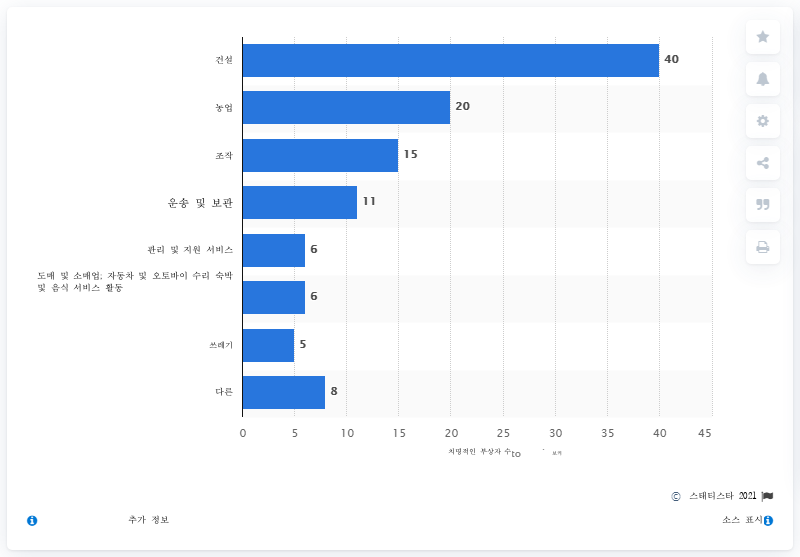 건설
40
농업
20
조작
15
운송 및 보관
11
관리 및 지원 서비스
6
도매 및 소매업; 자동차 및 오토바이 수리 숙박
및 음식 서비스 활동
6
쓰레기
5
다른
8
0 5 10 15 20 25 30 35 40 45
치명적인 부상자 수to
© 스태티스타 2021
추가 정보
소스 표시